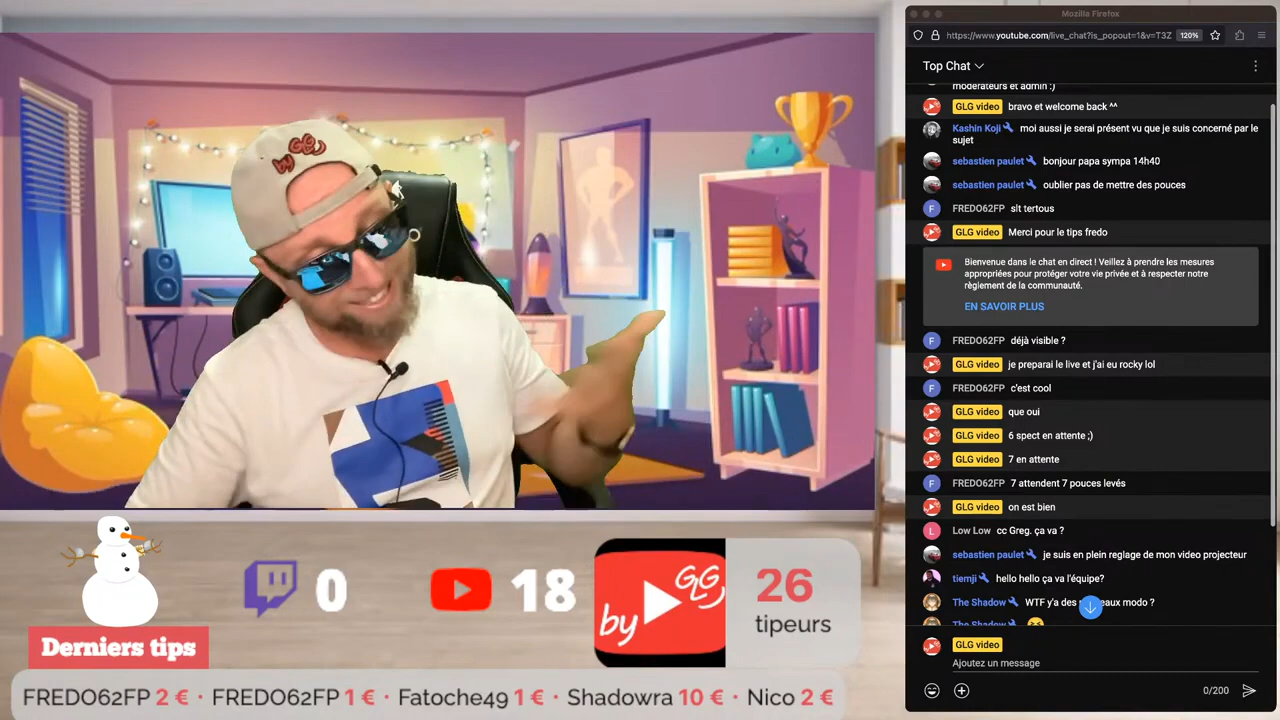 by GLG
Mozilla Firefox
https://www.youtube.com/live_chat?is_popout=1&v=T3Z
120%
Top Chat
modérateurs et admin :)
GLG video bravo et welcome back ^^
Kashin Koji moi aussi je serai présent vu que je suis concerné par le
sujet
sebastien paulet bonjour papa sympa 14h40
sebastien paulet oublier pas de mettre des pouces
F FREDO62FP slt tertous
GLG video Merci pour le tips fredo
Bienvenue dans le chat en direct ! Veillez à prendre les mesures
appropriées pour protéger votre vie privée et à respecter notre
règlement de la communauté.
EN SAVOIR PLUS
F FREDO62FP déjà visible ?
GLG video je preparai le live et j'ai eu rocky lol
F FREDO62FP c'est cool
GLG video que oui
GLG video 6 spect en attente ;)
GLG video 7 en attente
F FREDO62FP 7 attendent 7 pouces levés
GLG video on est bien
L Low Low cc Greg. ça va ?
sebastien paulet je suis en plein reglage de mon video projecteur
tiemji hello hello ça va l'équipe?
The Shadow WTF y'a des eaux modo ?
The Shadow
GLG video
Ajoutez un message
0/200
0
18
by GLG
26
tipeurs
Derniers tips
FREDO62FP 2 € · FREDO62FP 1 € · Fatoche49 1 € · Shadowra 10 € · Nico 2 €